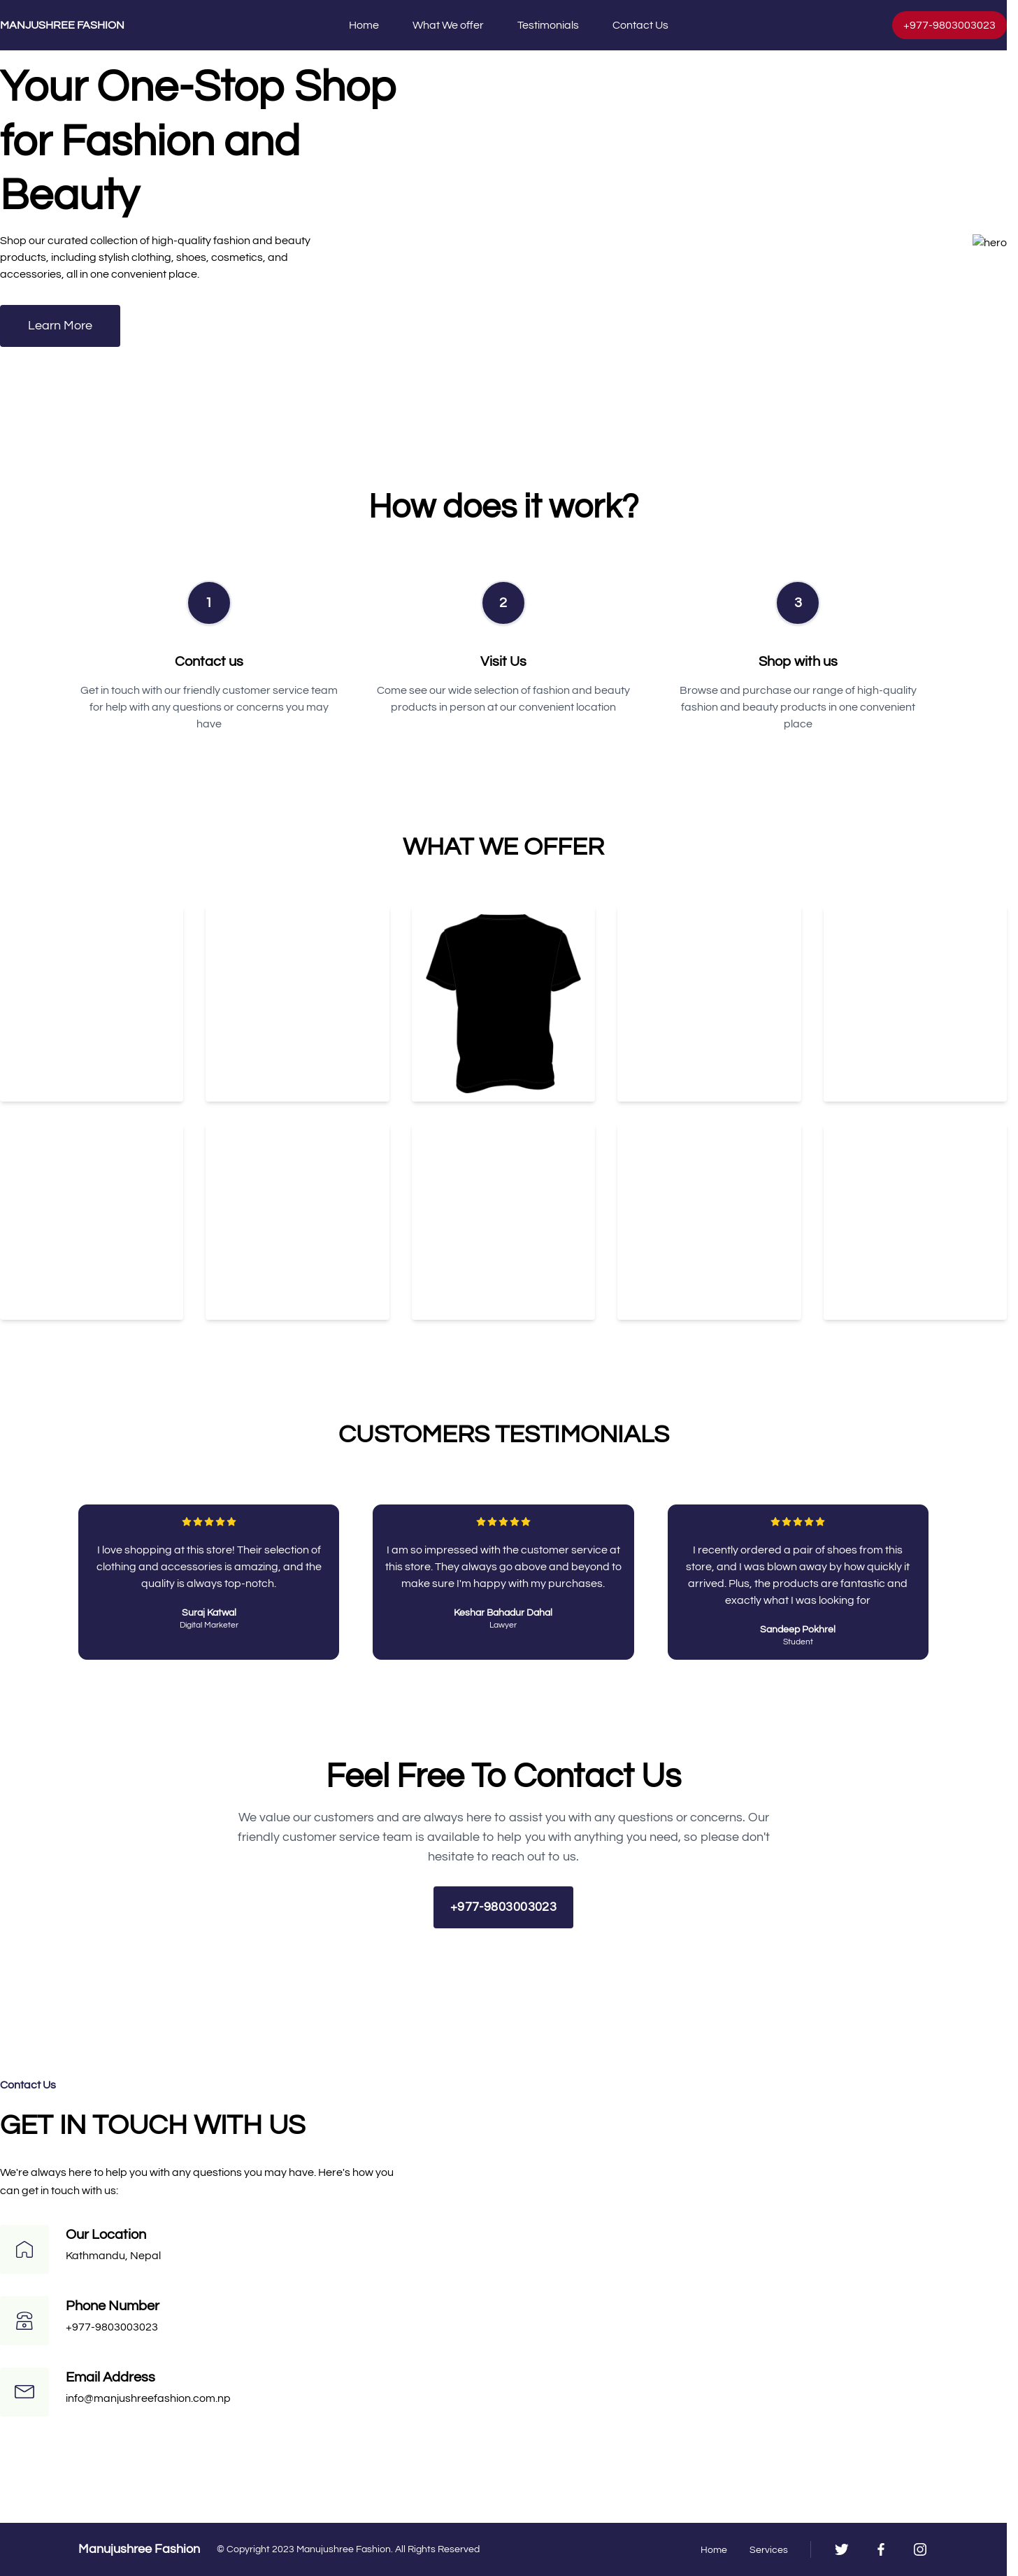 MANJUSHREE FASHION
Home
What We offer
Testimonials
Contact Us
+977-9803003023
Your One-Stop Shop
for Fashion and
Beauty
Shop our curated collection of high-quality fashion and beauty
products, including stylish clothing, shoes, cosmetics, and
accessories, all in one convenient place.
hero
Learn More
How does it work?
1
Contact us
Get in touch with our friendly customer service team
for help with any questions or concerns you may
have
2
Visit Us
Come see our wide selection of fashion and beauty
products in person at our convenient location
3
Shop with us
Browse and purchase our range of high-quality
fashion and beauty products in one convenient
place
WHAT WE OFFER
CUSTOMERS TESTIMONIALS
I love shopping at this store! Their selection of
clothing and accessories is amazing, and the
quality is always top-notch.
Suraj Katwal
Digital Marketer
I am so impressed with the customer service at
this store. They always go above and beyond to
make sure I'm happy with my purchases.
Keshar Bahadur Dahal
Lawyer
I recently ordered a pair of shoes from this
store, and I was blown away by how quickly it
arrived. Plus, the products are fantastic and
exactly what I was looking for
Sandeep Pokhrel
Student
Feel Free To Contact Us
We value our customers and are always here to assist you with any questions or concerns. Our
friendly customer service team is available to help you with anything you need, so please don't
hesitate to reach out to us.
+977-9803003023
Contact Us
GET IN TOUCH WITH US
We're always here to help you with any questions you may have. Here's how you
can get in touch with us:
Our Location
Kathmandu, Nepal
Phone Number
+977-9803003023
Email Address
info@manjushreefashion.com.np
Manujushree Fashion
© Copyright 2023 Manujushree Fashion. All Rights Reserved
Home
Services